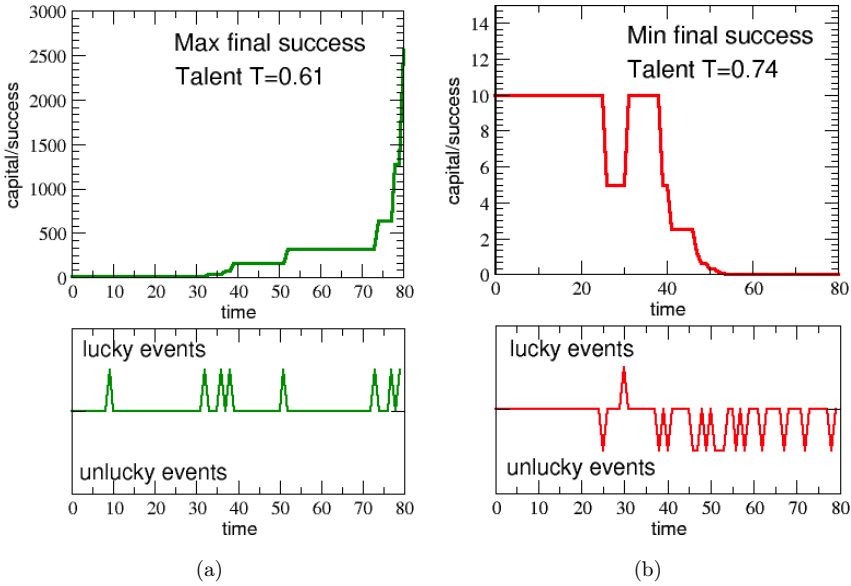 3000
2500
2000
1500
1000
500
0
capital/success
Max final success
Talent T=0.61
0 10 20 30 40 50 60 70 80
time
lucky events
unlucky events
0 10 20 30 40 50 60 70 80
time
(a)
14
12
10
8
6
4
2
0
capital/success
Min final success
Talent T=0.74
0 20 40 60 80
time
lucky events
unlucky events
0 10 20 30 40 50 60 70 80
time
(b)